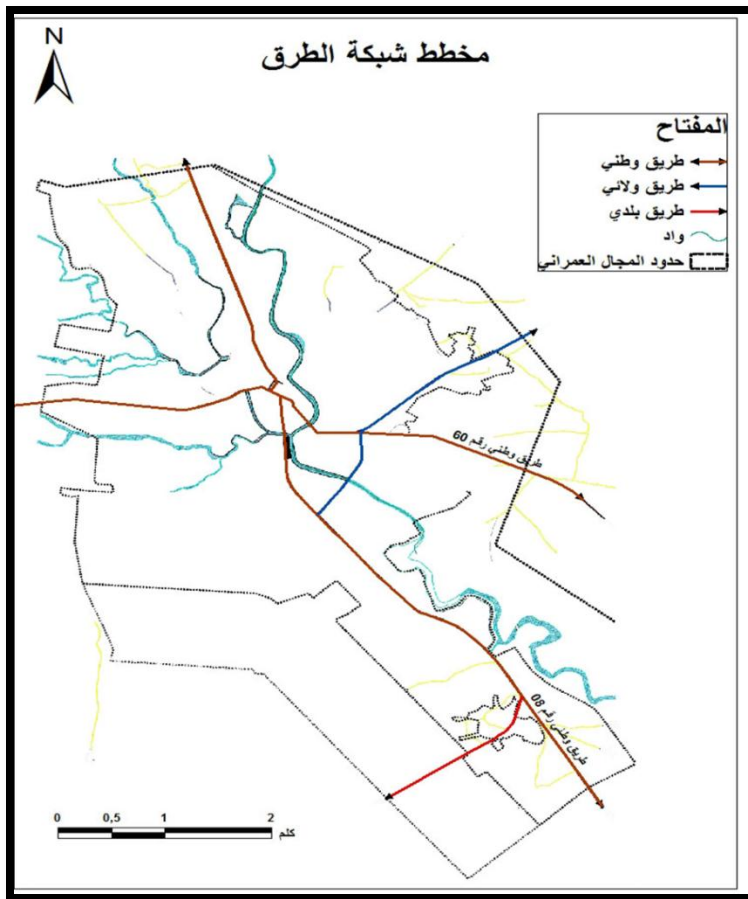 N
مخطط شبكة الطرق
المفتاح
طريق وطني
طريق ولائي
طريق بلدي
واد
حدود المجال العمراني
طريق وطني رقم 60
طريق وطني رقم 08
0 0,5 1 2
كلم